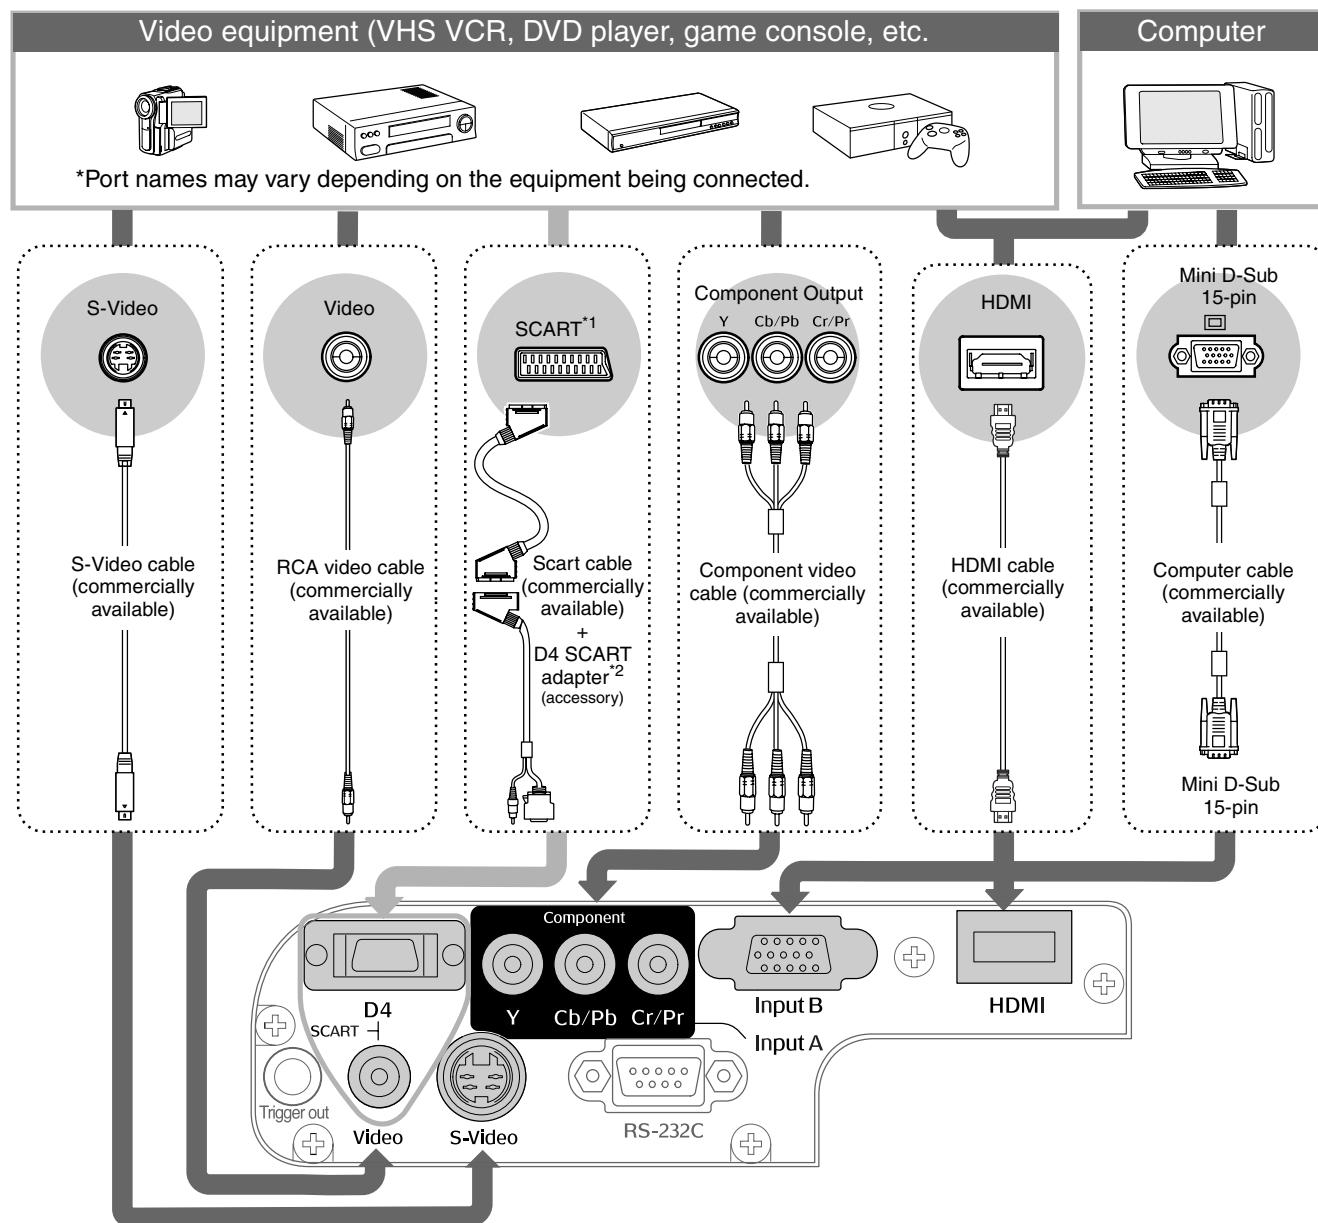 Video equipment (VHS VCR, DVD player, game console, etc.
Computer
*Port names may vary depending on the equipment being connected.
S-Video
Video
SCART*1
Component Output
Y Cb/Pb Cr/Pr
HDMI
Mini D-Sub
15-pin
S-Video cable
(commercially
available)
RCA video cable
(commercially
available)
Scart cable
(commercially
available)
+
D4 SCART
adapter*2
(accessory)
Component video
cable (commercially
available)
HDMI cable
(commercially
available)
Computer cable
(commercially
available)
Mini D-Sub
15-pin
Component
Y Cb/Pb Cr/Pr
D4
SCART
Input B
Input A
HDMI
Trigger out
Video
S-Video
RS-232C